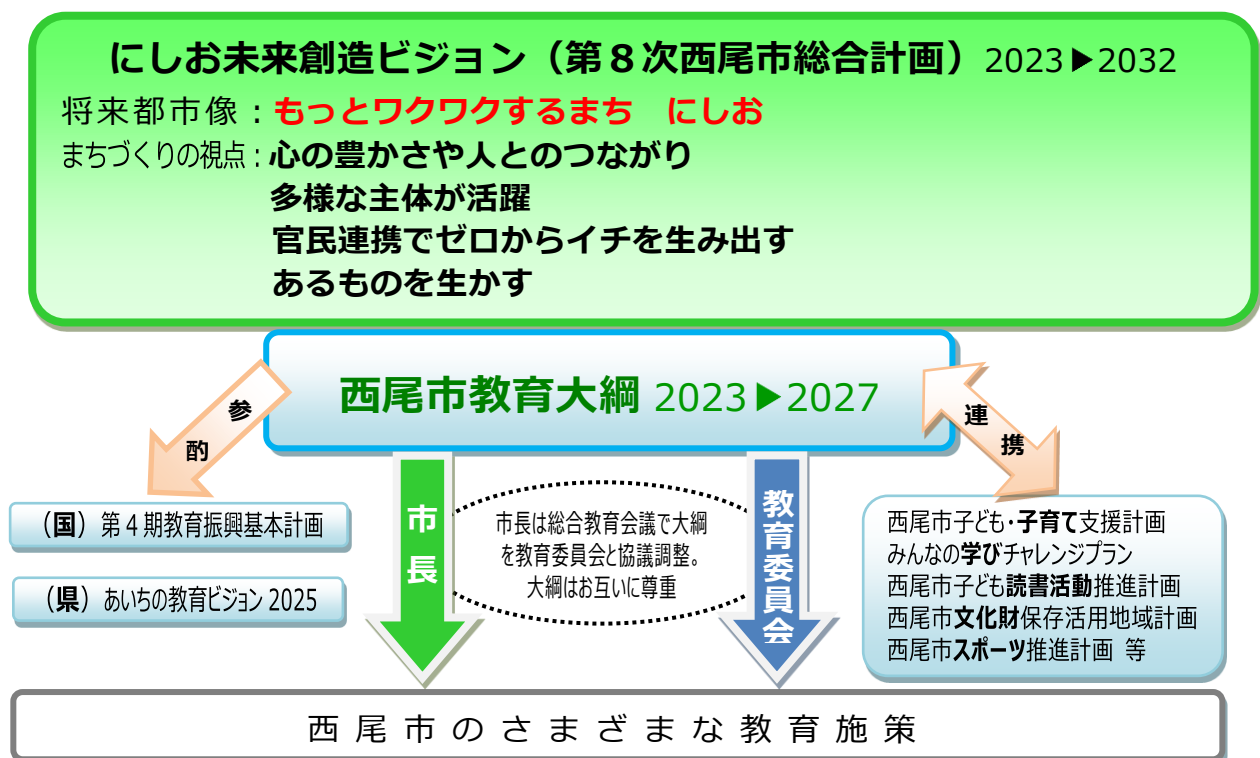 にしお未来創造ビジョン（第８次西尾市総合計画）2023▶2032
将来都市像：もっとワクワクするまち　にしお
まちづくりの視点：心の豊かさや人とのつながり
多様な主体が活躍
官民連携でゼロからイチを生み出す
あるものを生かす
西尾市教育大綱 2023▶2027
参酌
連携
（国）第４期教育振興基本計画
（県）あいちの教育ビジョン2025
市長
市長は総合教育会議で大綱
を教育委員会と協議調整。
大綱はお互いに尊重
教育委員会
西尾市子ども・子育て支援計画
みんなの学びチャレンジプラン
西尾市子ども読書活動推進計画
西尾市文化財保存活用地域計画
西尾市スポーツ推進計画 等
西尾市のさまざまな教育施策